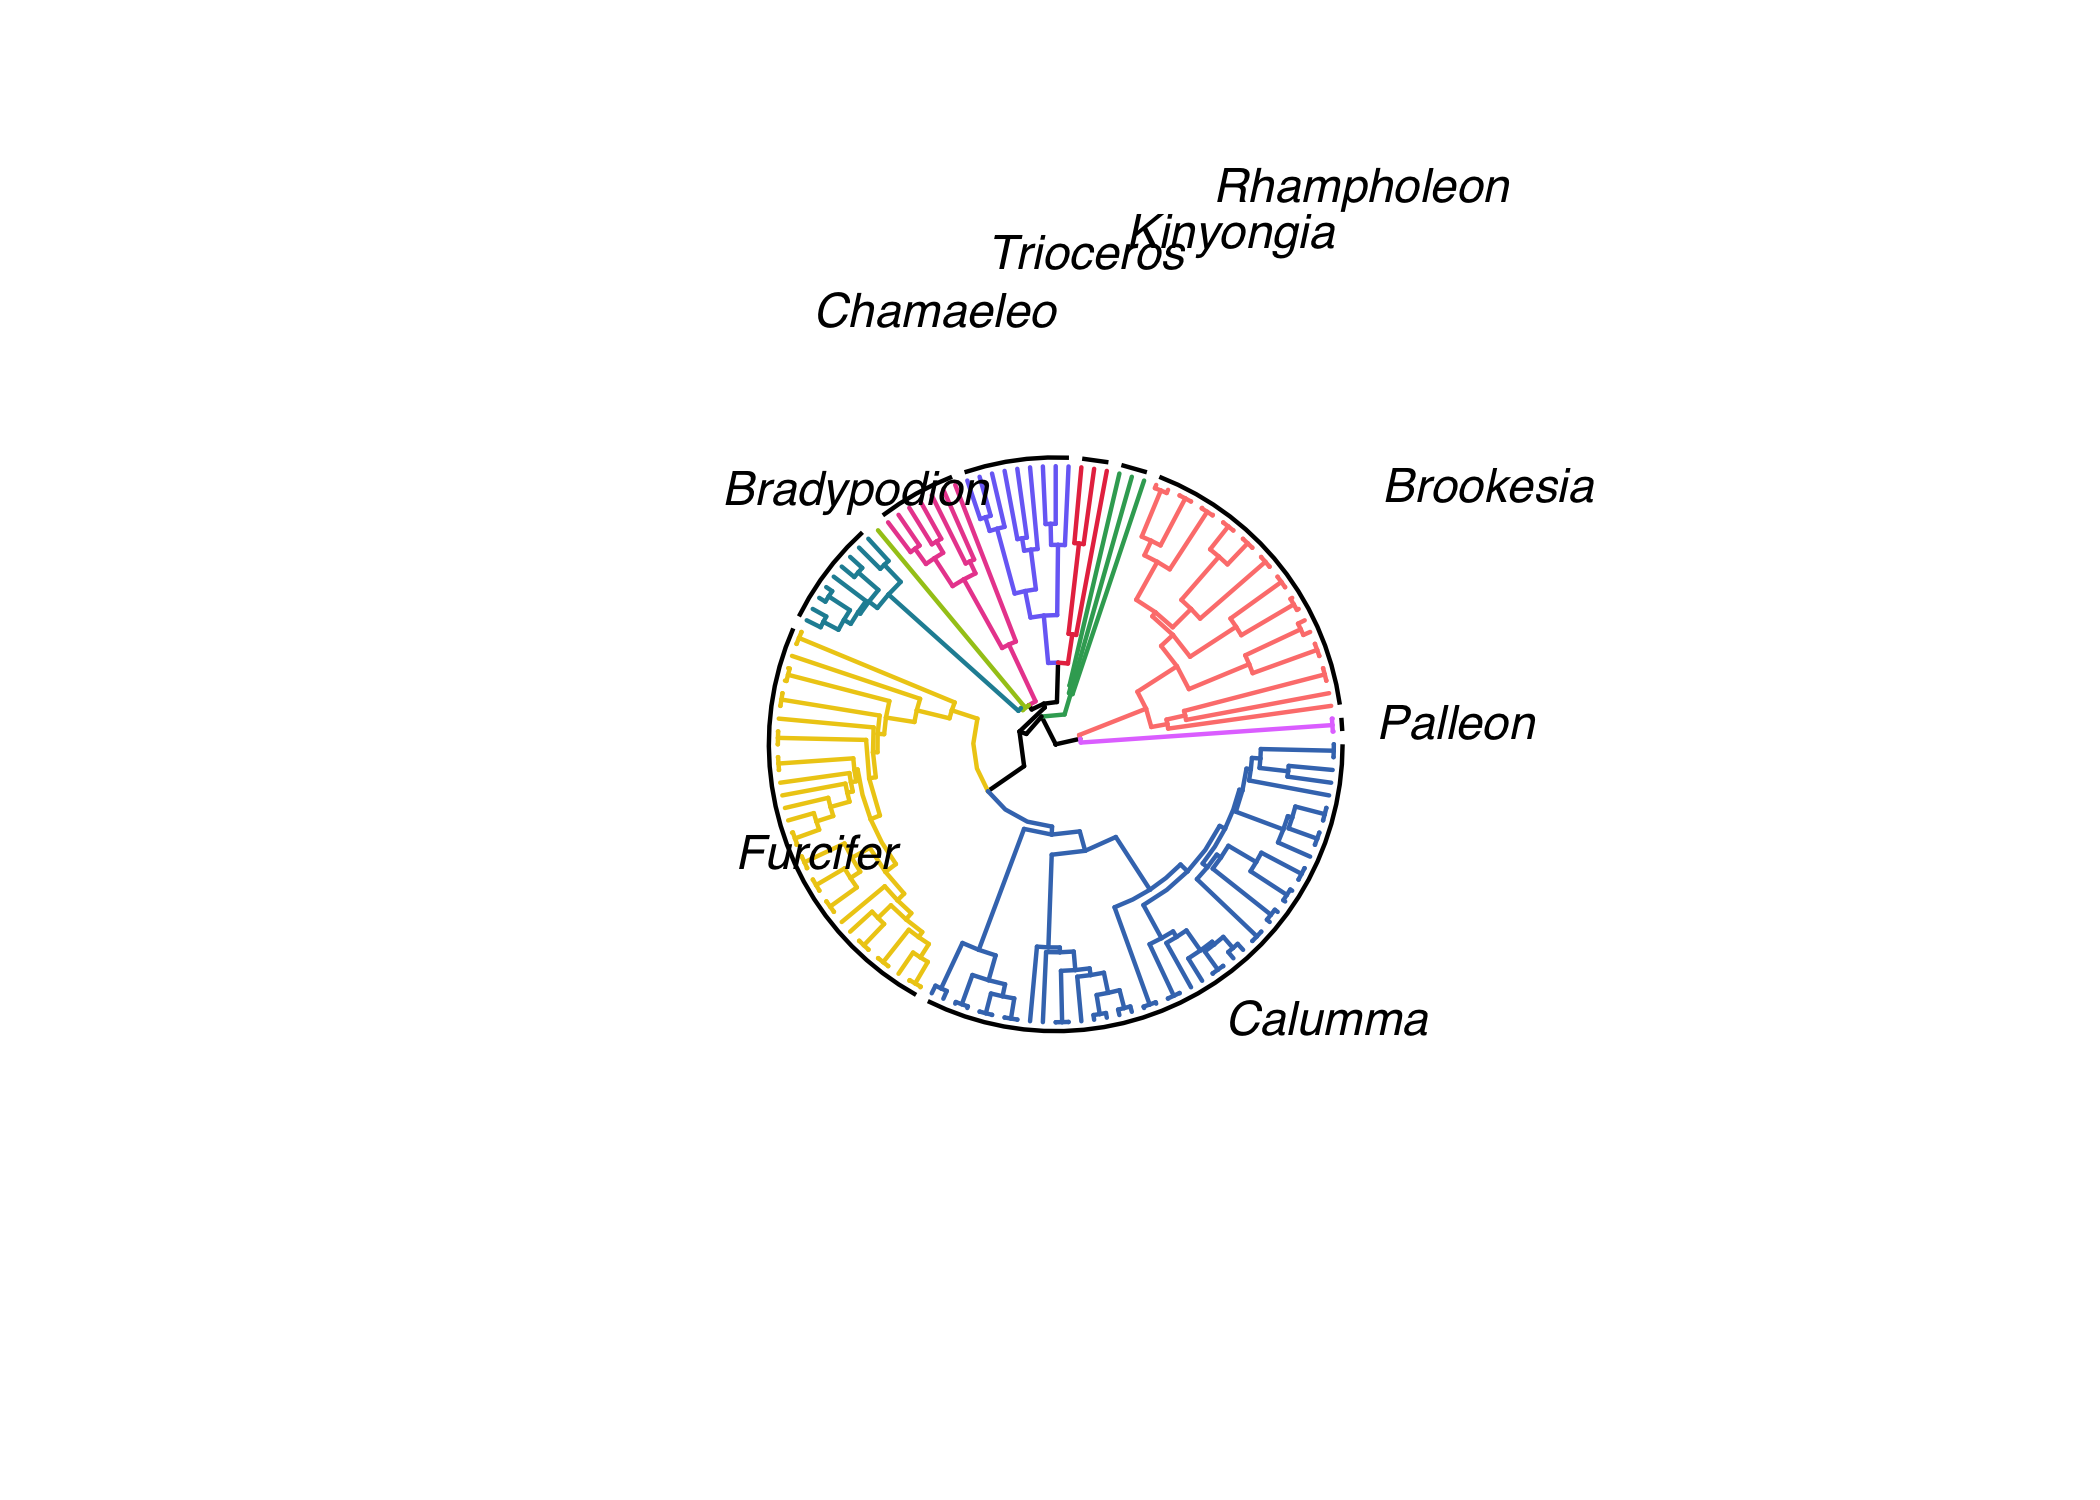 Rhampholeon
Kinyongia
Trioceros
Chamaeleo
Brookesia
Bradypodion
Palleon
Furcifer
Calumma